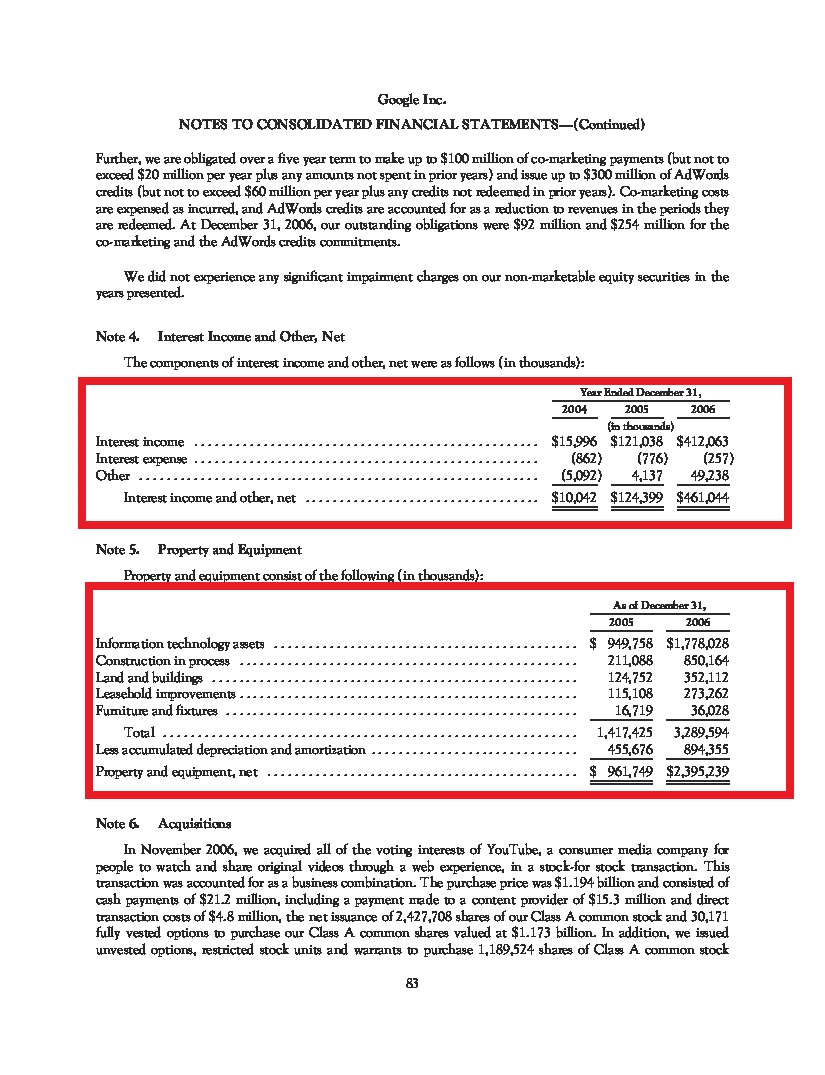 Google Inc.
NOTES TO CONSOLIDATED FINANCIAL STATEMENTS—(Continued)
Further, we are obligated over a five year term to make up to $100 million of co-marketing payments (but not to
exceed $20 million per year plus any amounts not spent in prior years) and issue up to $300 million of AdWords
credits (but not to exceed $60 million per year plus any credits not redeemed in prior years). Co-marketing costs
are expensed as incurred, and AdWords credits are accounted for as a reduction to revenues in the periods they
are redeemed. At December 31, 2006, our outstanding obligations were $92 million and $254 million for the
co-marketing and the AdWords credits commitments.
We did not experience any significant impairment charges on our non-marketable equity securities in the
years presented.
Note 4. Interest Income and Other, Net
The components of interest income and other, net were as follows (in thousands):
Year Ended December 31,
2004 2005 2006
(in thousands)
Interest income $15,996 $121,038 $412,063
Interest expense (862) (776) (257)
Other (5,092) 4,137 49,238
Interest income and other, net $10,042 $124,399 $461,044
Note 5. Property and Equipment
Property and equipment consist of the following (in thousands):
As of December 31,
2005 2006
Information technology assets $ 949,758 $1,778,028
Construction in process 211,088 850,164
Land and buildings 124,752 352,112
Leasehold improvements 115,108 273,262
Furniture and fixtures 16,719 36,028
Total 1,417,425 3,289,594
Less accumulated depreciation and amortization 455,676 894,355
Property and equipment, net $ 961,749 $2,395,239
Note 6. Acquisitions
In November 2006, we acquired all of the voting interests of YouTube, a consumer media company for
people to watch and share original videos through a web experience, in a stock-for stock transaction. This
transaction was accounted for as a business combination. The purchase price was $1.194 billion and consisted of
cash payments of $21.2 million, including a payment made to a content provider of $15.3 million and direct
transaction costs of $4.8 million, the net issuance of 2,427,708 shares of our Class A common stock and 30,171
fully vested options to purchase our Class A common shares valued at $1.173 billion. In addition, we issued
unvested options, restricted stock units and warrants to purchase 1,189,524 shares of Class A common stock
83